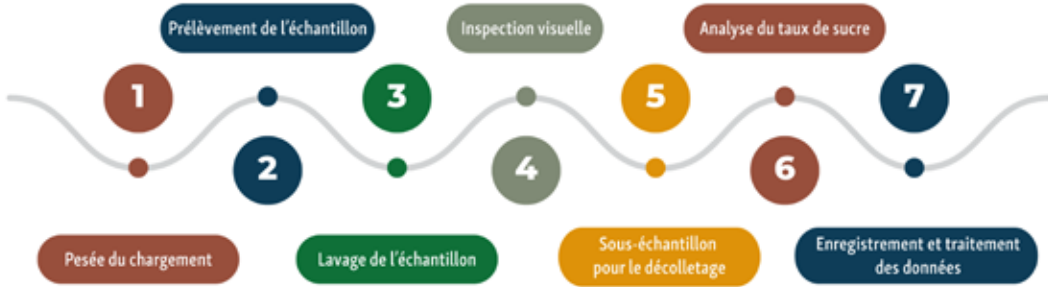 Prélèvement de l'échantillon
Inspection visuelle
Analyse du taux de sucre
1
3
5
7
2
4
6
Pesée du chargement
Lavage de l'échantillon
Sous-échantillon
pour le décolletage
Enregistrement et traitement
des données